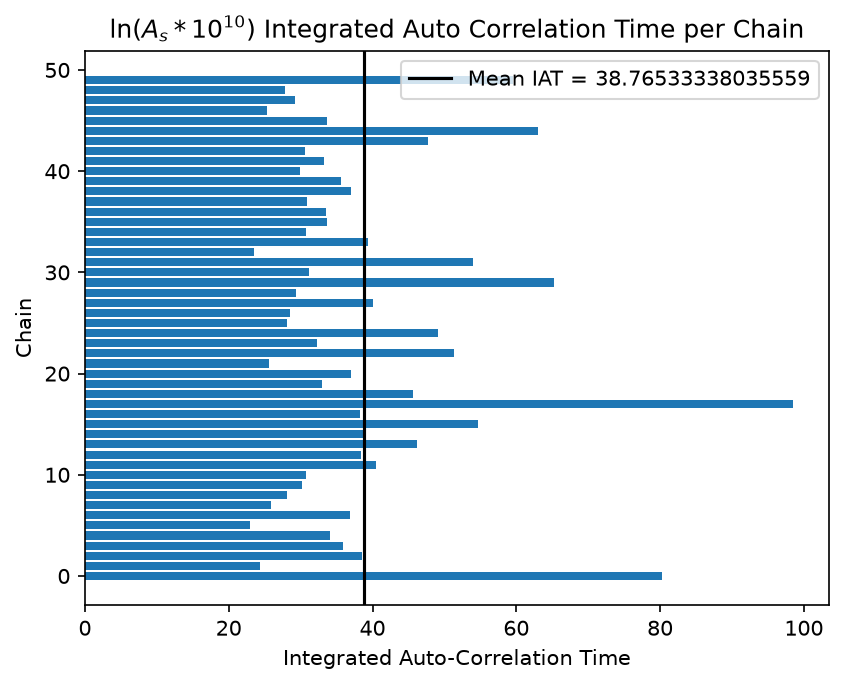 ln(A_s * 10^10) Integrated Auto Correlation Time per Chain
Mean IAT = 38.76533338035559
50
40
30
20
10
0
Chain
0 20 40 60 80 100
Integrated Auto-Correlation Time